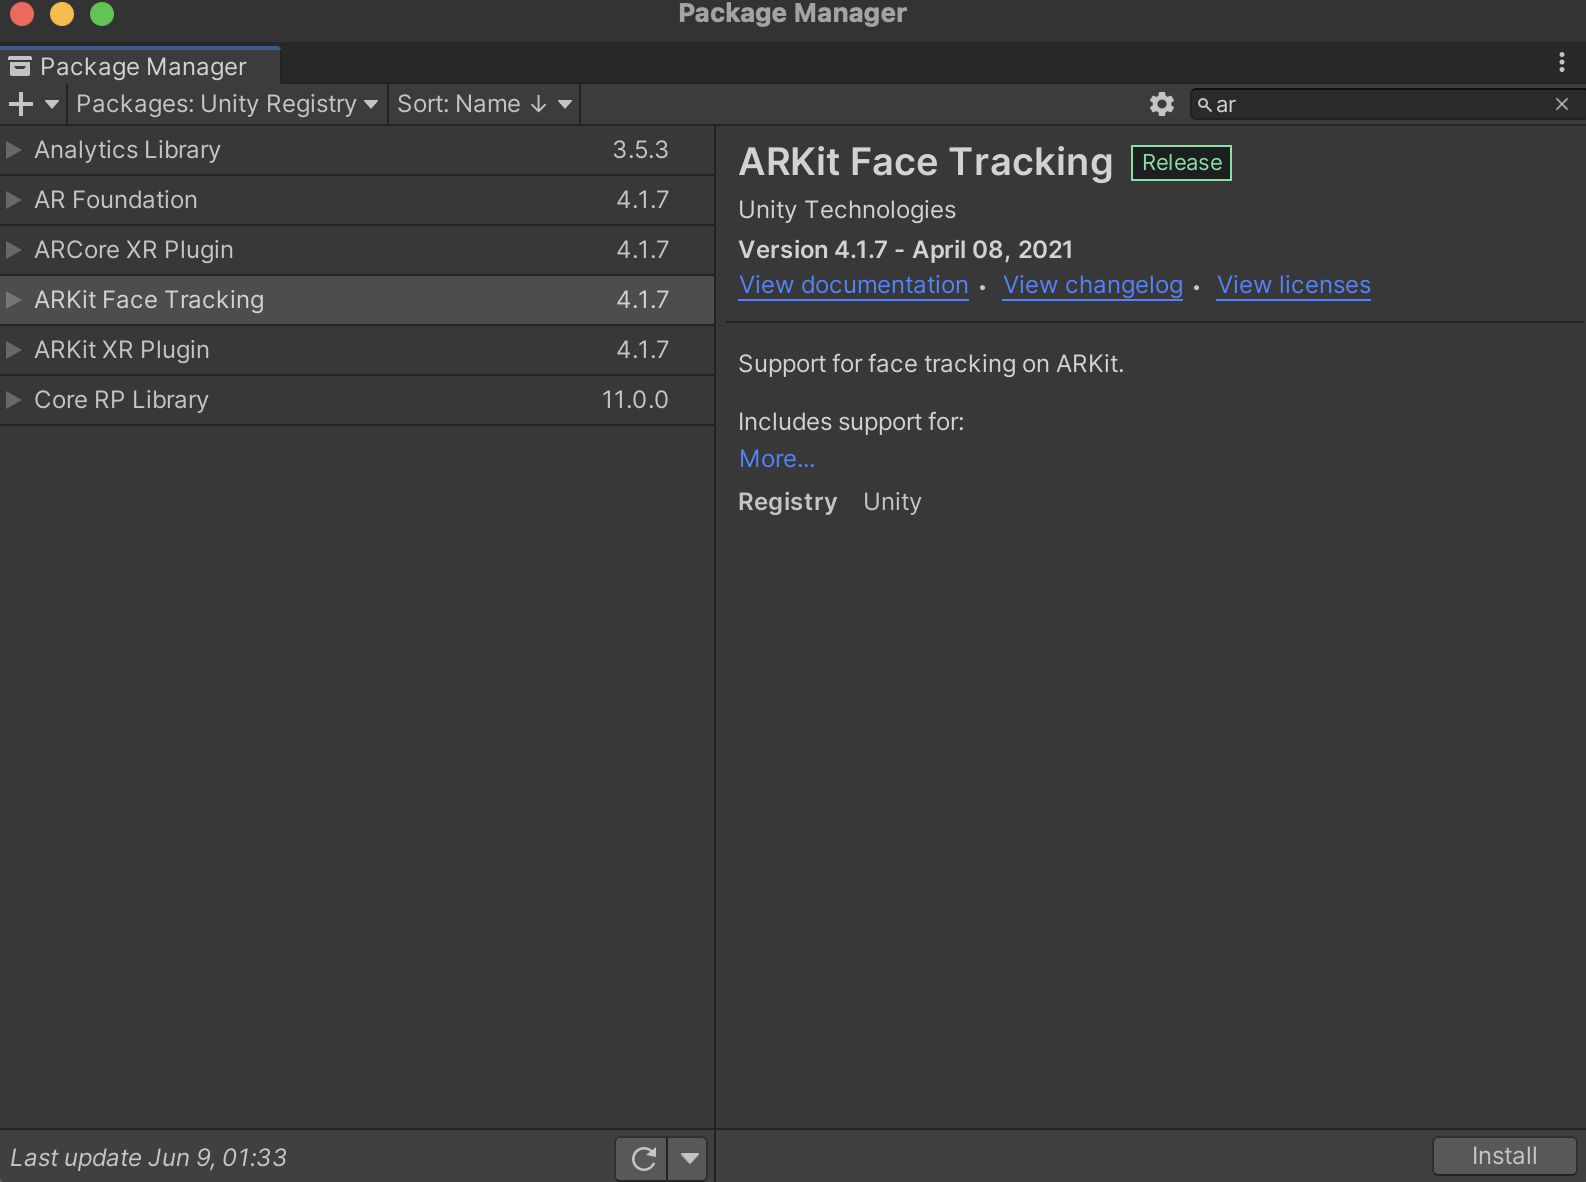 Package Manager
Package Manager
Packages: Unity Registry Sort: Name ↓ ar
Analytics Library 3.5.3
AR Foundation 4.1.7
ARCore XR Plugin 4.1.7
ARKit Face Tracking 4.1.7
ARKit XR Plugin 4.1.7
Core RP Library 11.0.0
Last update Jun 9, 01:33
ARKit Face Tracking Release
Unity Technologies
Version 4.1.7 - April 08, 2021
View documentation • View changelog • View licenses
Support for face tracking on ARKit.
Includes support for:
More...
Registry Unity
Install